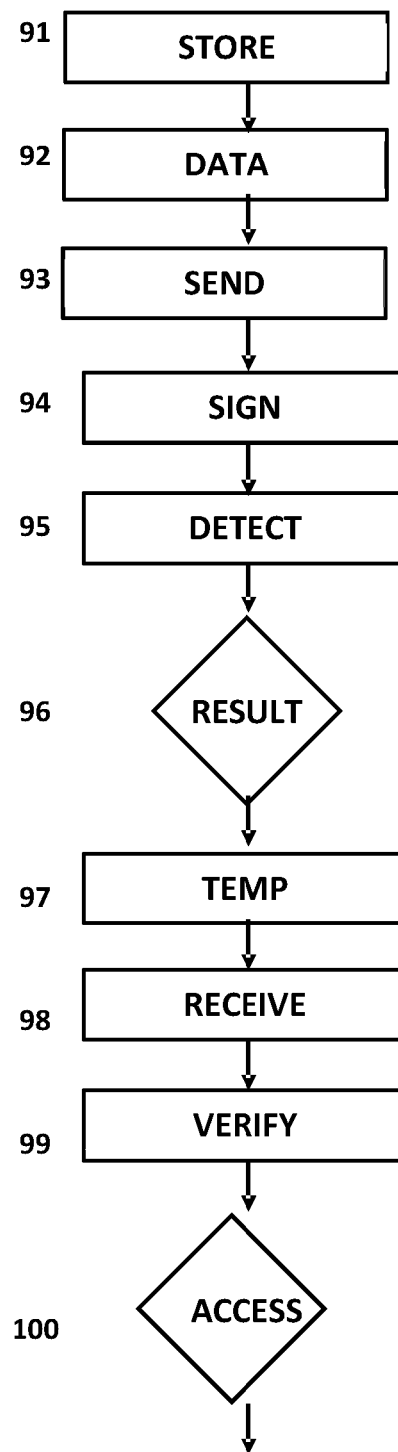 91 STORE
92 DATA
93 SEND
94 SIGN
95 DETECT
96 RESULT
97 TEMP
98 RECEIVE
99 VERIFY
100 ACCESS